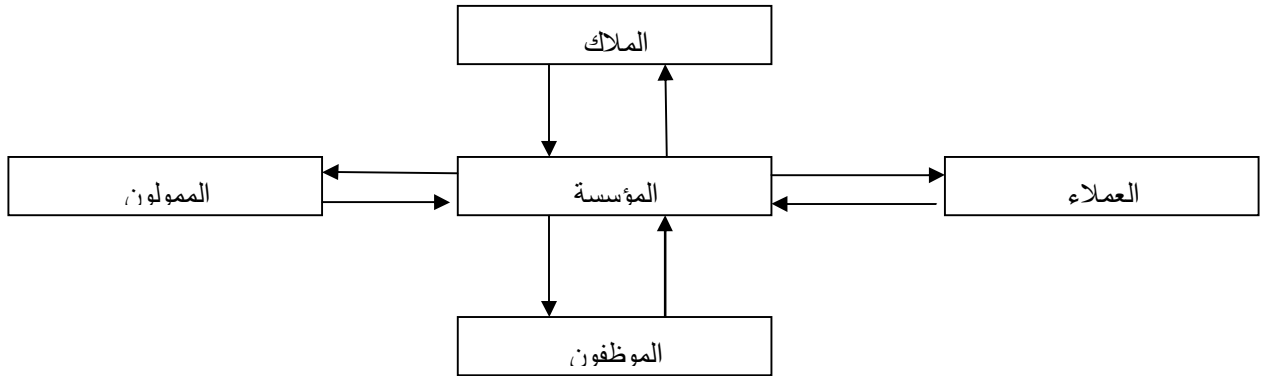 الملاك
العملاء
المؤسسة
الممولون
الموظفون